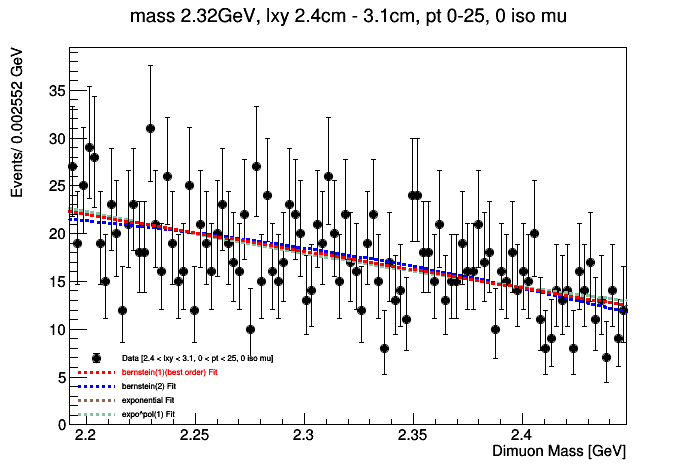 mass 2.32GeV, lxy 2.4cm - 3.1cm, pt 0-25, 0 iso mu
Events/ 0.002552 GeV
35
30
25
20
15
10
5
0
Data [2.4 < lxy < 3.1, 0 < pt < 25, 0 iso mu]
bernstein(1)(best order) Fit
bernstein(2) Fit
exponential Fit
expo*pol(1) Fit
2.2 2.25 2.3 2.35 2.4
Dimuon Mass [GeV]